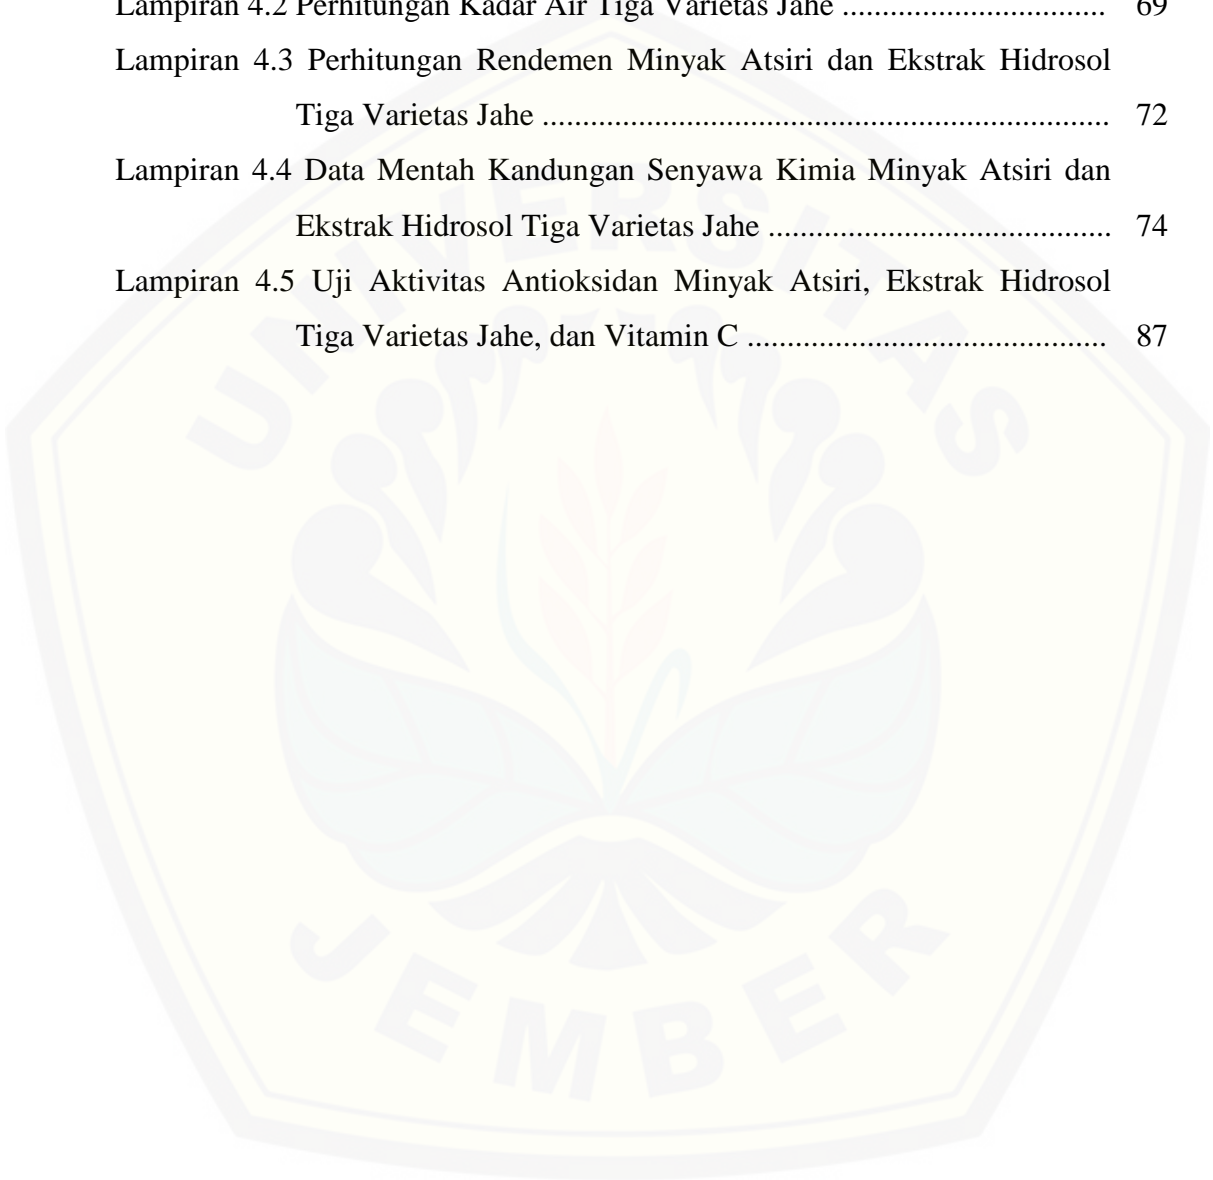 Lampiran 4.2 Perhitungan Kadar Air Tiga Varietas Jahe ................................. 69
Lampiran 4.3 Perhitungan Rendemen Minyak Atsiri dan Ekstrak Hidrosol
Tiga Varietas Jahe ....................................................................... 72
Lampiran 4.4 Data Mentah Kandungan Senyawa Kimia Minyak Atsiri dan
Ekstrak Hidrosol Tiga Varietas Jahe ........................................... 74
Lampiran 4.5 Uji Aktivitas Antioksidan Minyak Atsiri, Ekstrak Hidrosol
Tiga Varietas Jahe, dan Vitamin C ............................................. 87
UNIVERSITAS
JEMBER